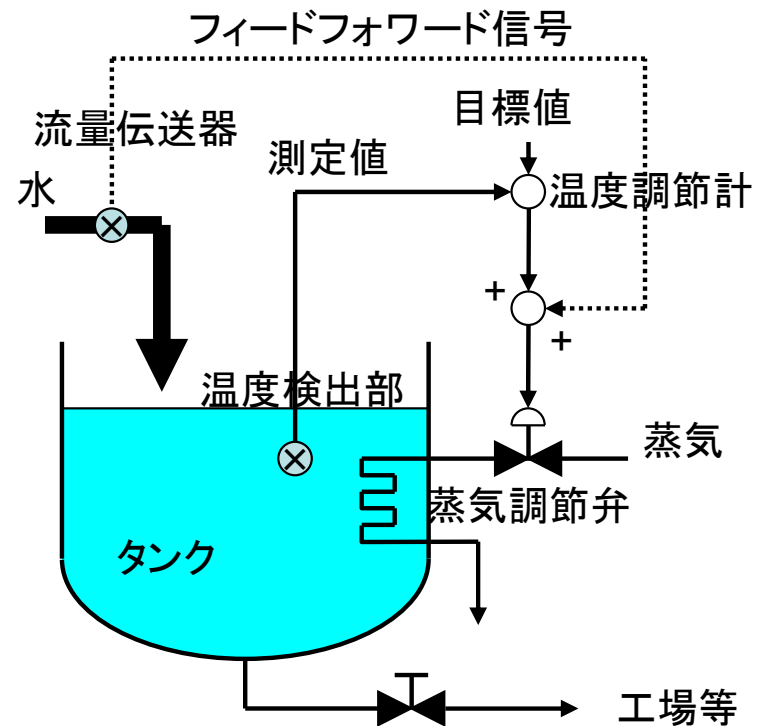 フィードフォワード信号
目標値
流量伝送器
測定値
水
温度調節計
+
+
温度検出部
蒸気
蒸気調節弁
タンク
工場等